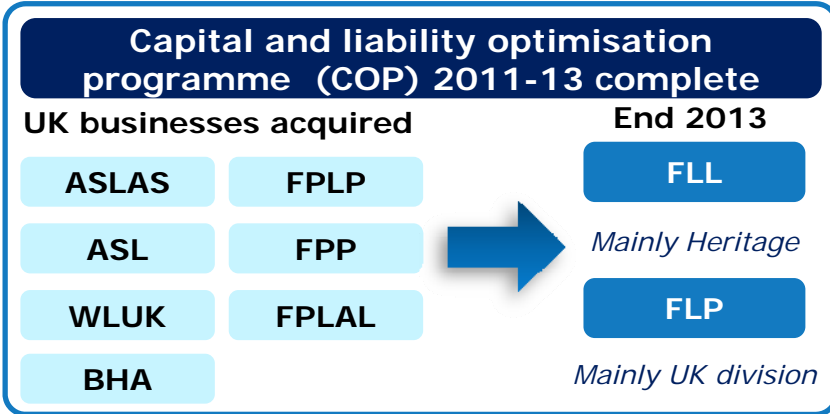 Capital and liability optimisation
programme (COP) 2011-13 complete
UK businesses acquired
ASLAS
FPLP
ASL
FPP
WLUK
FPLAL
BHA
End 2013
FLL
Mainly Heritage
FLP
Mainly UK division